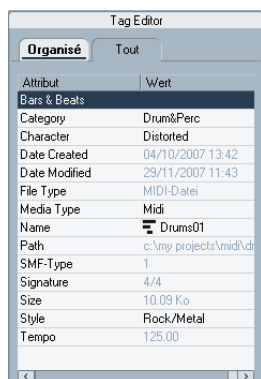 Tag Editor
Organisé Tout
Attribut Wert
Bars & Beats
Category Drum&Perc
Character Distorted
Date Created 04/10/2007 13:42
Date Modified 29/11/2007 11:43
File Type MIDI-Datei
Media Type Midi
Name Drums01
Path c:\my projects\midi\dr
SMF-Type 1
Signature 4/4
Size 10.09 Ko
Style Rock/Metal
Tempo 125.00